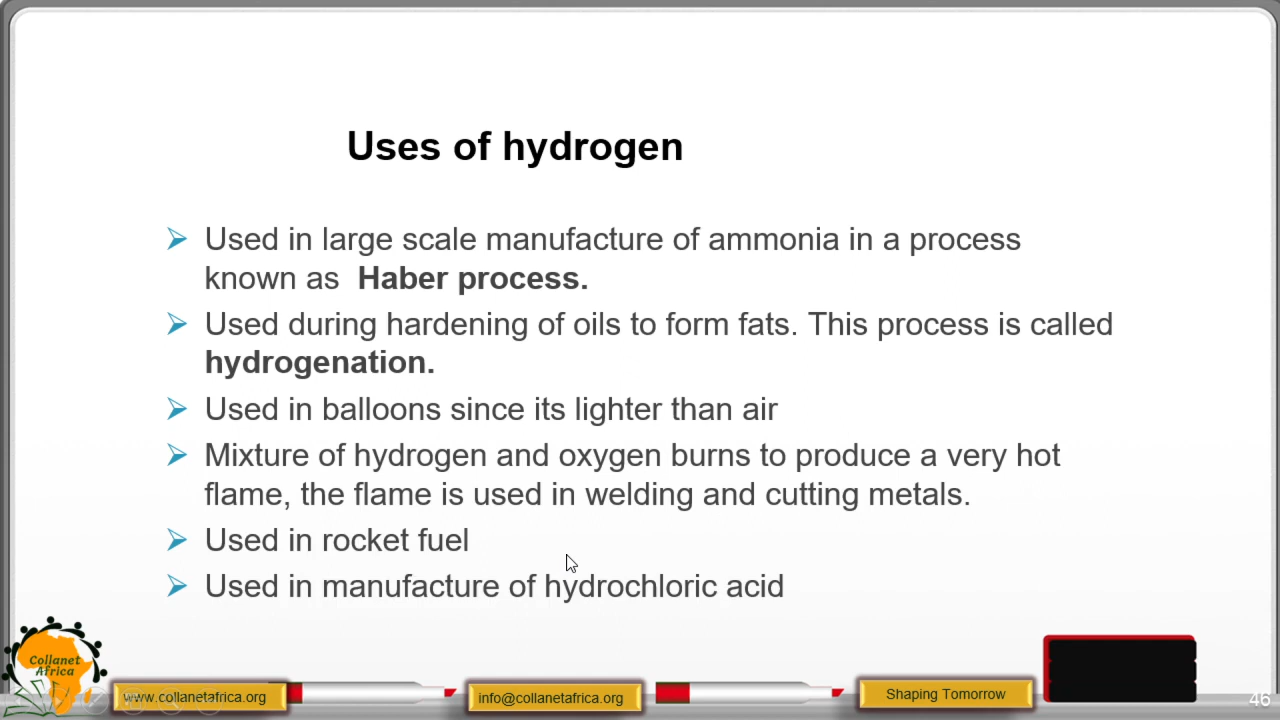 Uses of hydrogen
Used in large scale manufacture of ammonia in a process
known as Haber process.
Used during hardening of oils to form fats. This process is called
hydrogenation.
Used in balloons since its lighter than air
Mixture of hydrogen and oxygen burns to produce a very hot
flame, the flame is used in welding and cutting metals.
Used in rocket fuel
Used in manufacture of hydrochloric acid
Collanet
Africa
www.collanetafrica.org
info@collanetafrica.org
Shaping Tomorrow
46